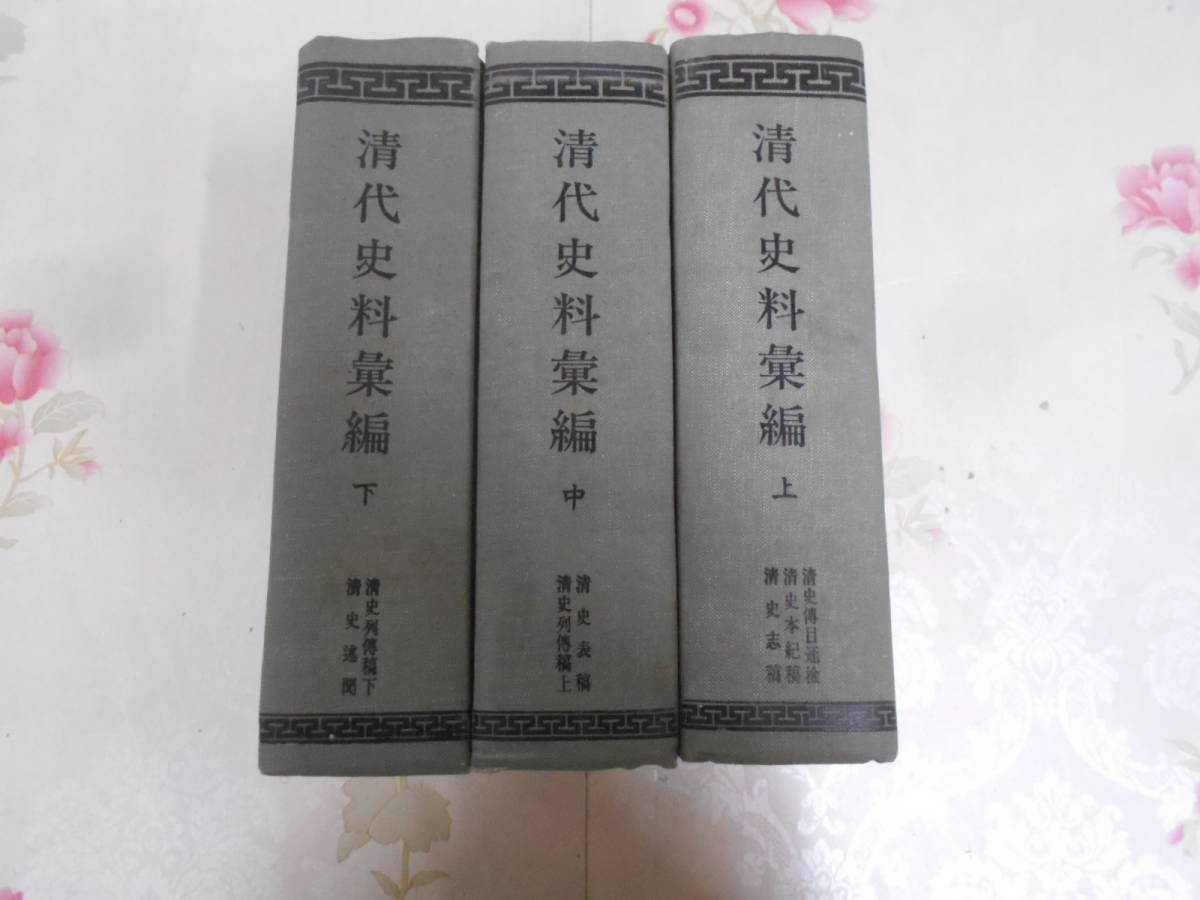 清代史料彙編
上
清史傳目通檢
清史本紀稿
清史志稿
清代史料彙編
中
清史表稿
清史列傳稿上
清代史料彙編
下
清史列傳稿下
清史述聞